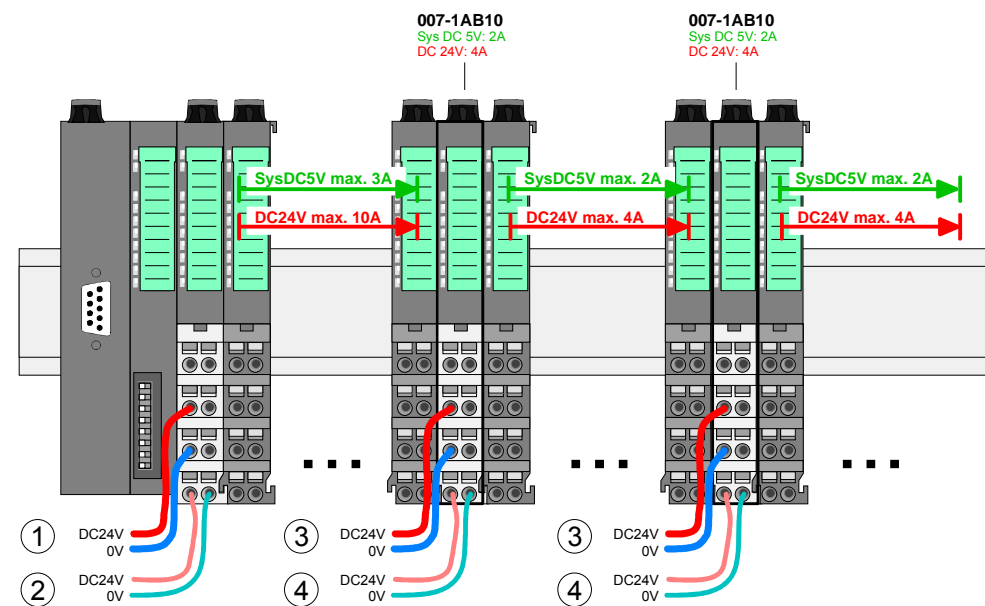 007-1AB10
Sys DC 5V: 2A
DC 24V: 4A
007-1AB10
Sys DC 5V: 2A
DC 24V: 4A
SysDC5V max. 3A
SysDC5V max. 2A
SysDC5V max. 2A
DC24V max. 10A
DC24V max. 4A
DC24V max. 4A
1
DC24V
0V
3
DC24V
0V
3
DC24V
0V
2
DC24V
0V
4
DC24V
0V
4
DC24V
0V